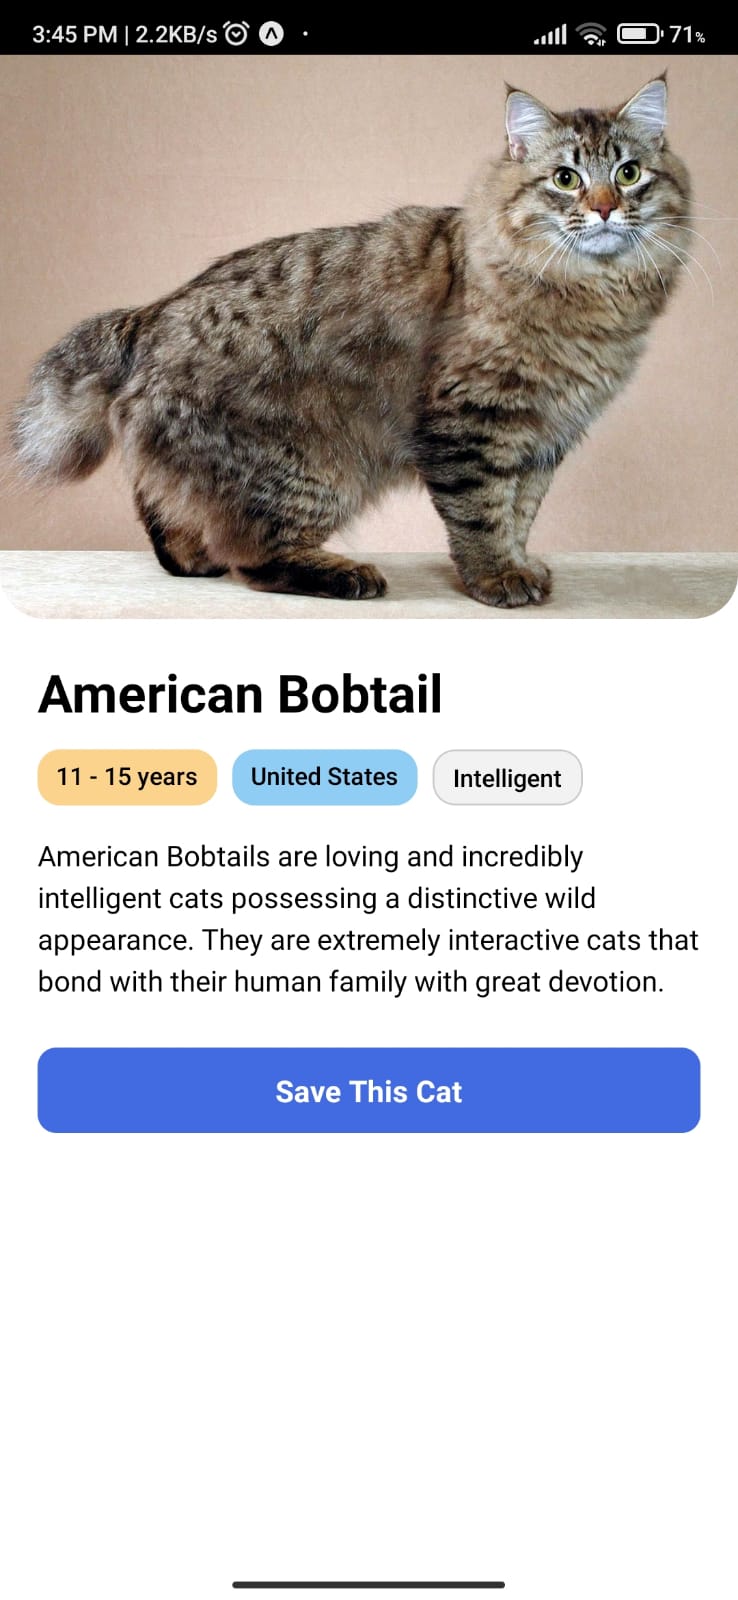 3:45 PM | 2.2KB/s
71%
American Bobtail
11 - 15 years
United States
Intelligent
American Bobtails are loving and incredibly
intelligent cats possessing a distinctive wild
appearance. They are extremely interactive cats that
bond with their human family with great devotion.
Save This Cat